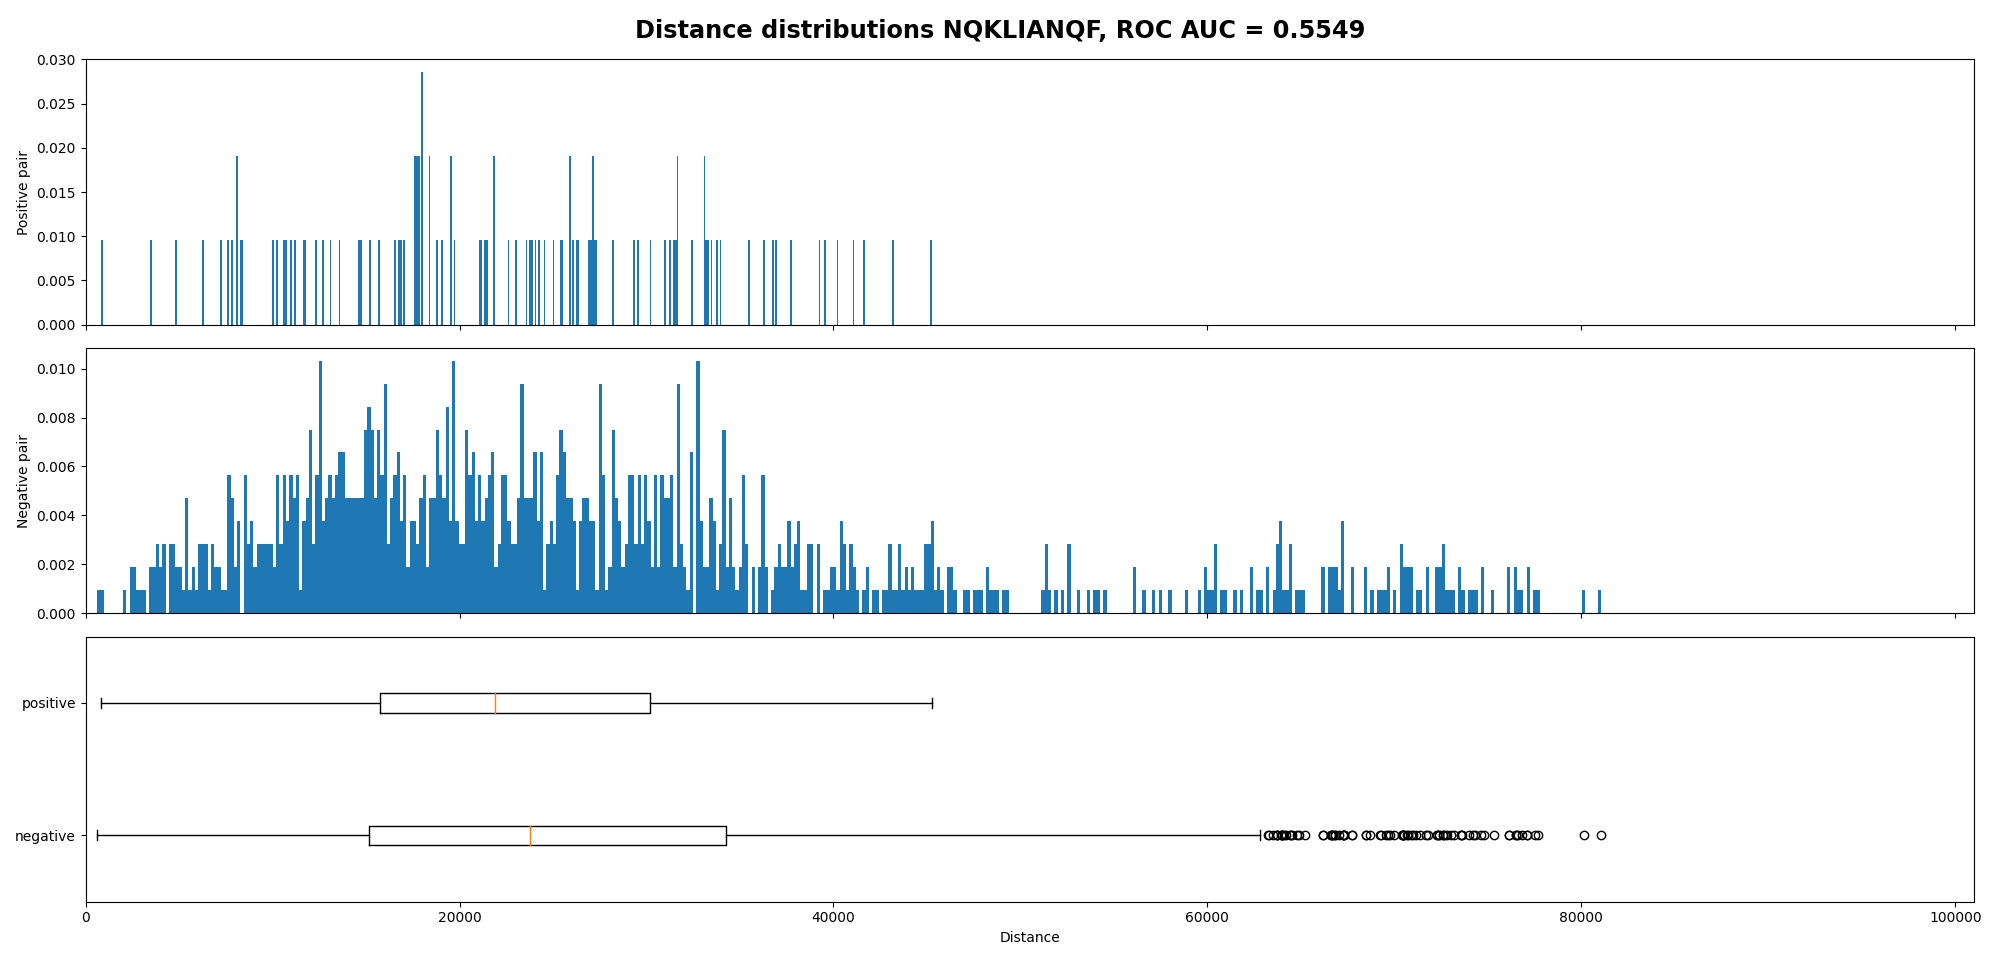 Distance distributions NQKLIANQF, ROC AUC = 0.5549
0.030
0.025
0.020
0.015
0.010
0.005
0.000
Positive pair
0.010
0.008
0.006
0.004
0.002
0.000
Negative pair
positive
negative
0 20000 40000 60000 80000 100000
Distance